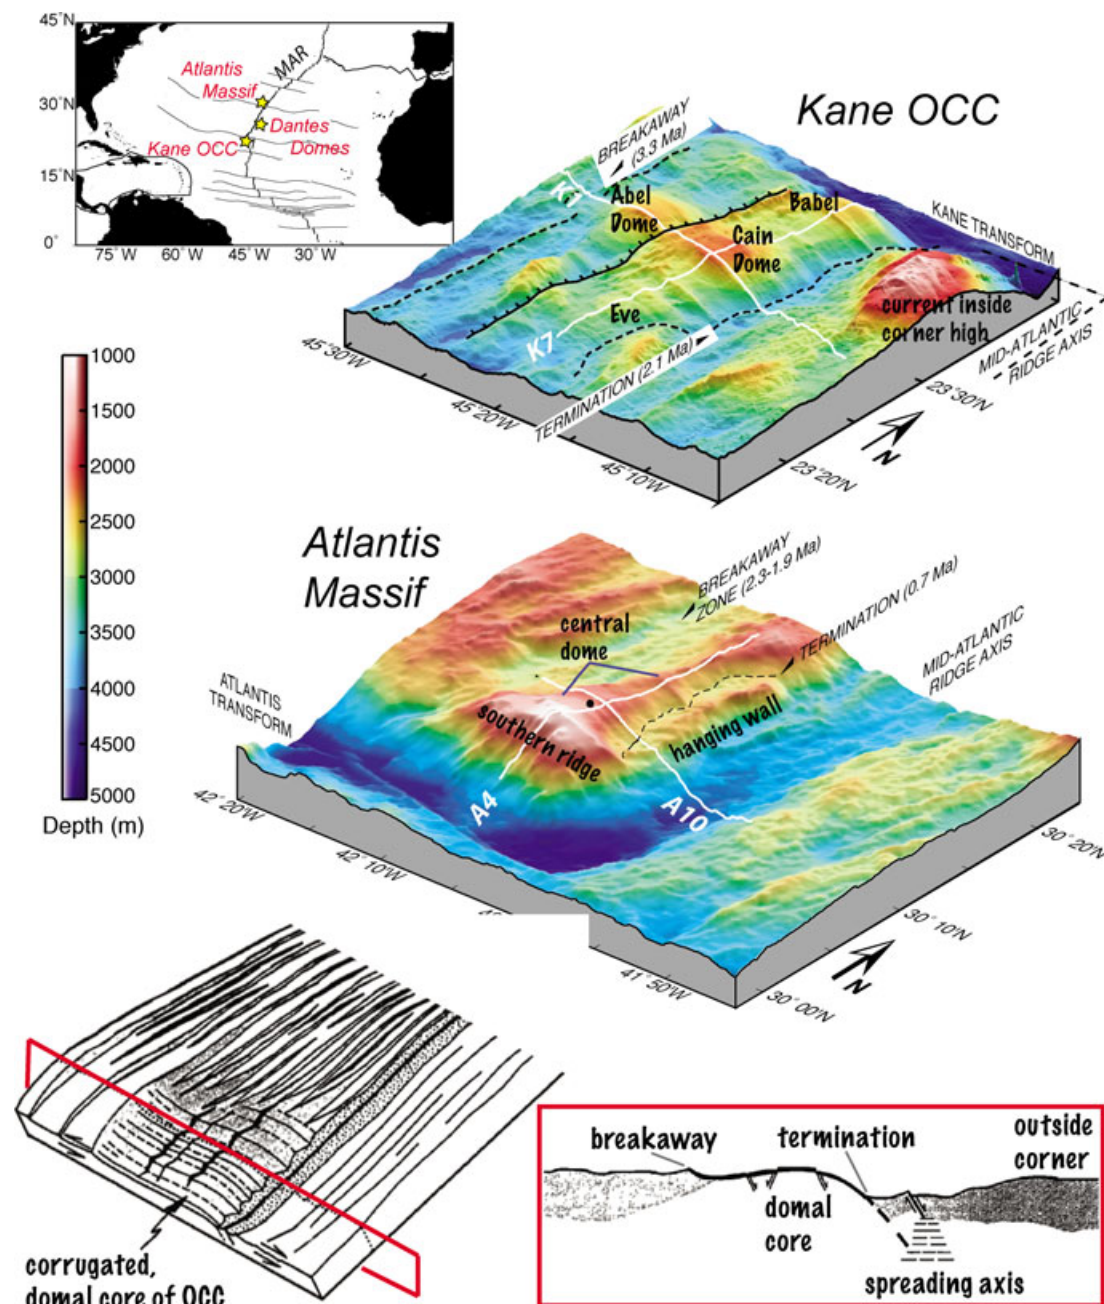 45°N
30°N
15°N
0°
75°W
60°W
45°W
30°W
MAR
Atlantis
Massif
Dantes
Domes
Kane OCC
Kane OCC
BREAKAWAY
(3.3 Ma)
K1
Abel
Dome
Babel
Cain
Dome
KANE TRANSFORM
Eve
K7
current inside
corner high
MID-ATLANTIC
RIDGE AXIS
TERMINATION (2.1 Ma)
45°30'W
45°20'W
45°10'W
23°20'N
23°30'N
N
1000
1500
2000
2500
3000
3500
4000
4500
5000
Depth (m)
Atlantis
Massif
BREAKAWAY
ZONE (2.3-1.9 Ma)
TERMINATION (0.7 Ma)
MID-ATLANTIC
RIDGE AXIS
central
dome
ATLANTIS
TRANSFORM
southern ridge
hanging wall
A4
A10
42°20'W
42°10'W
41°50'W
30°00'N
30°10'N
30°20'N
N
corrugated,
domal core of OCC
breakaway
termination
outside
corner
domal
core
spreading axis